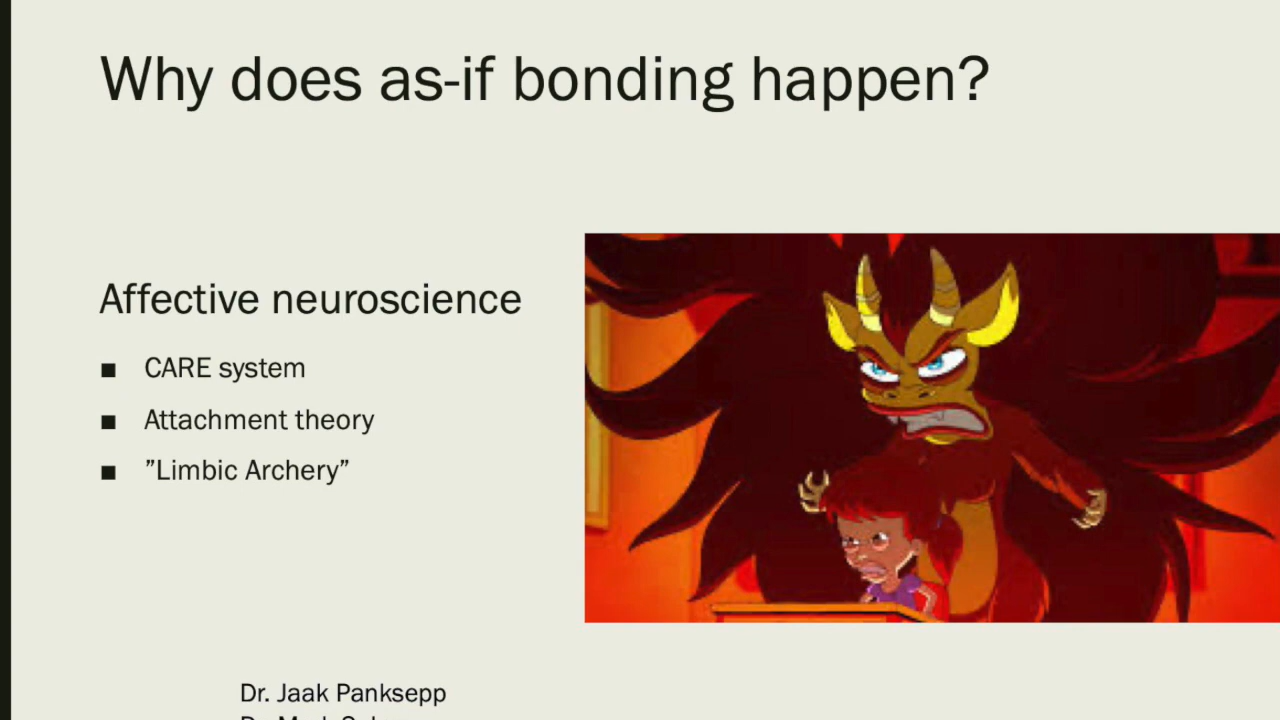 Why does as-if bonding happen?
Affective neuroscience
■ CARE system
■ Attachment theory
■ ”Limbic Archery”
Dr. Jaak Panksepp